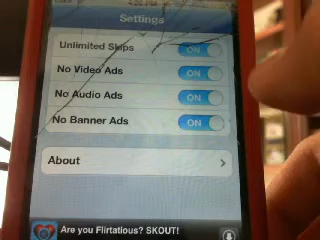 Settings
Unlimited Skips ON
No Video Ads ON
No Audio Ads ON
No Banner Ads ON
About
Are you Flirtatious? SKOUT!